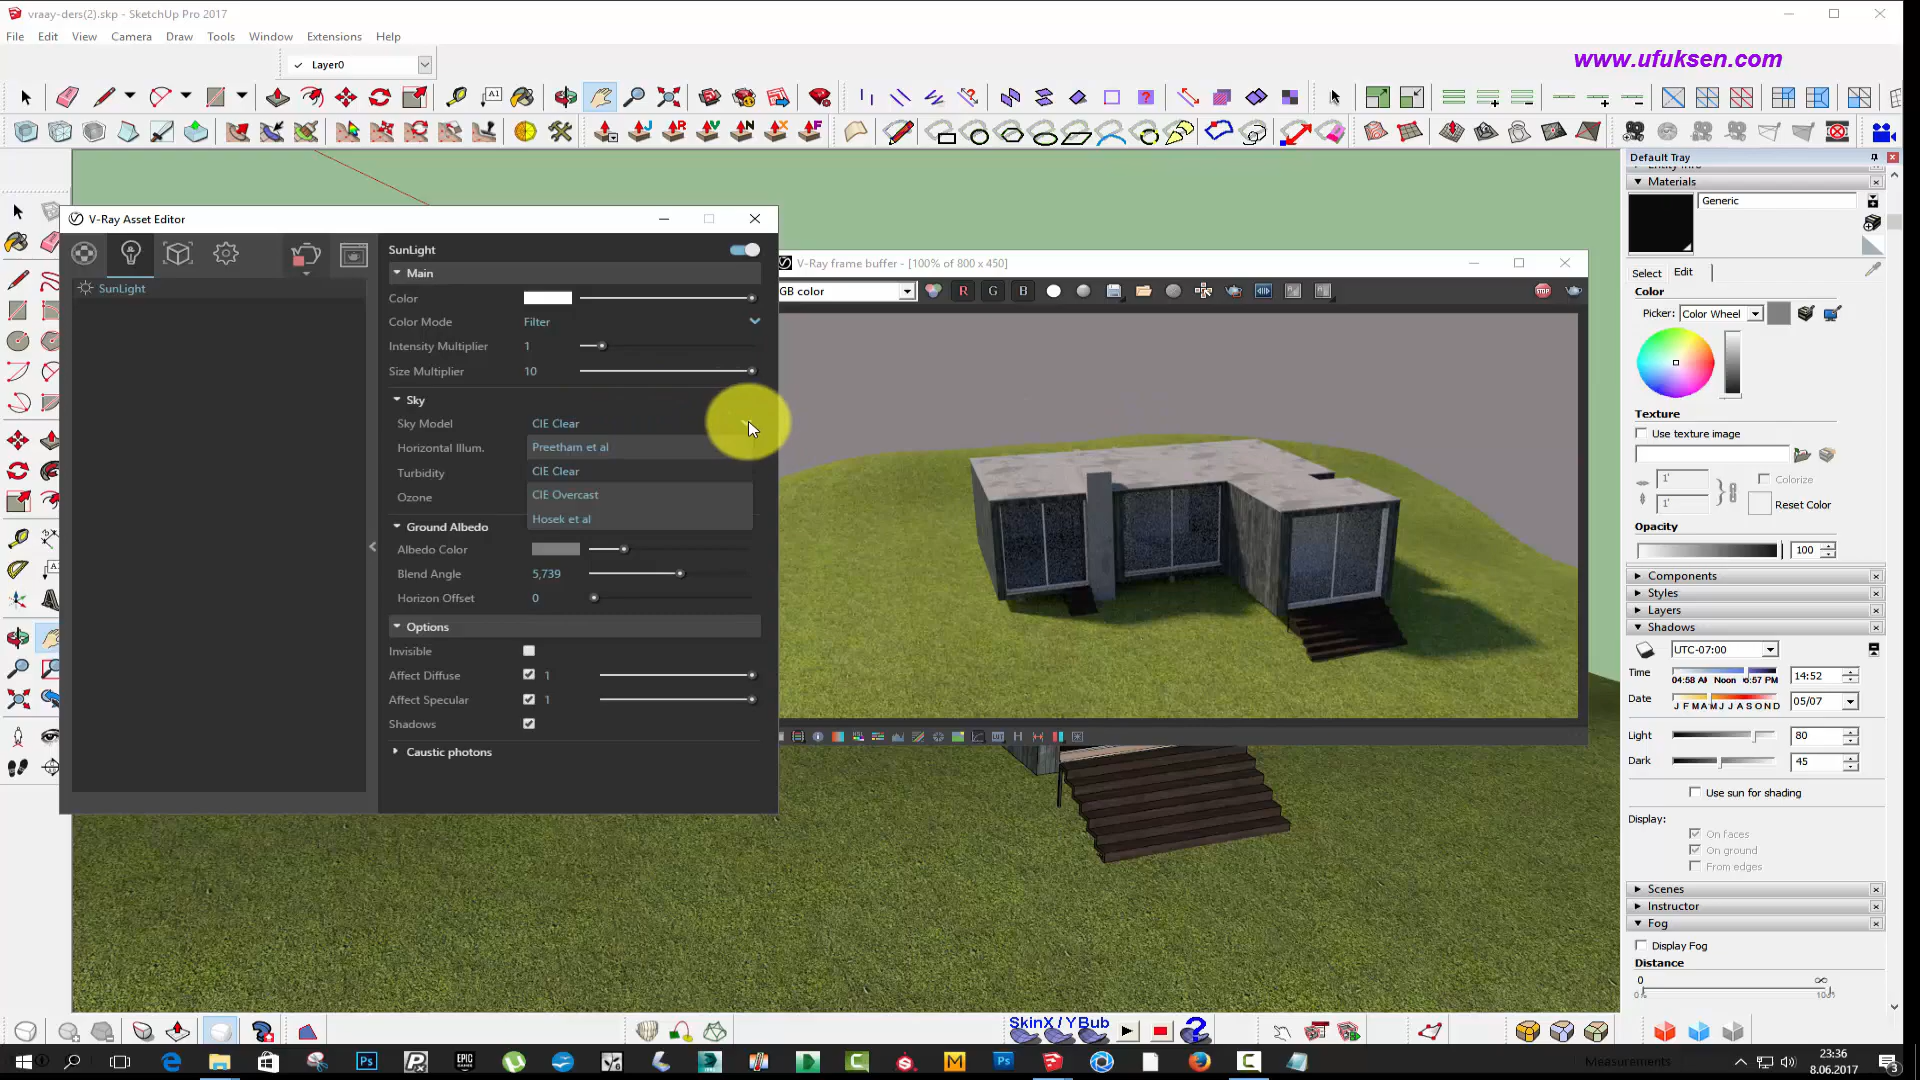 vraay-ders(2).skp - SketchUp Pro 2017
File Edit View Camera Draw Tools Window Extensions Help
Layer0
www.ufuksen.com
Default Tray
Entity Info
Materials
Generic
Select Edit
Color
Picker: Color Wheel
Texture
Use texture image
1'
Colorize
1'
Reset Color
Opacity
100
Components
Styles
Layers
Shadows
UTC-07:00
Time 04:58 AM Noon 6:57 PM 14:52
Date J F M A M J J A S O N D 05/07
Light 80
Dark 45
Use sun for shading
Display:
On faces
On ground
From edges
Scenes
Instructor
Fog
Display Fog
Distance
0 ∞
V-Ray Asset Editor
SunLight
SunLight
Main
Color
Color Mode Filter
Intensity Multiplier 1
Size Multiplier 10
Sky
Sky Model CIE Clear
Horizontal Illum. Preetham et al
Turbidity CIE Clear
Ozone CIE Overcast
Hosek et al
Ground Albedo
Albedo Color
Blend Angle 5,739
Horizon Offset 0
Options
Invisible
Affect Diffuse 1
Affect Specular 1
Shadows
Caustic photons
V-Ray frame buffer - [100% of 800 x 450]
GB color
R G B
STOP
SkinX / YBub
Measurements
23:36
8.06.2017